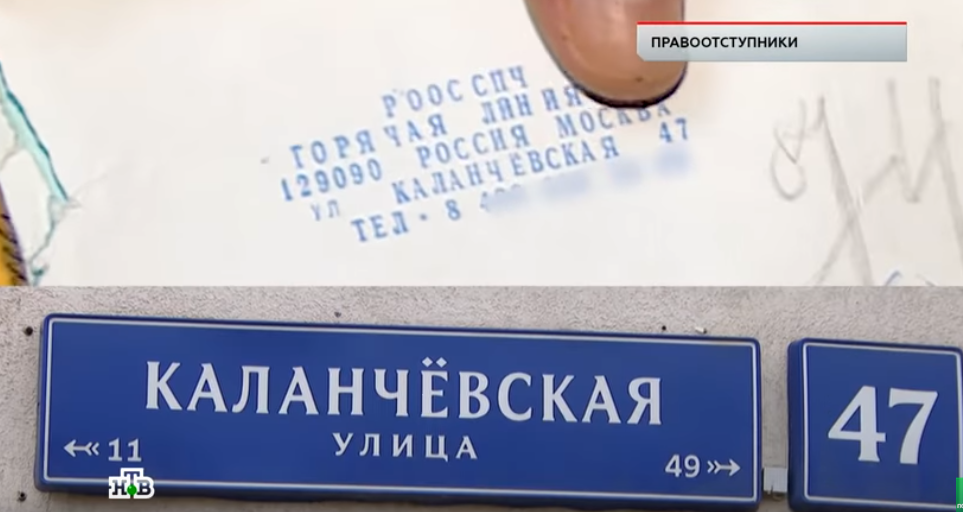 ПРАВООТСТУПНИКИ
РООС СПЧ
ГОРЯЧАЯ ЛИНИЯ
129090 РОССИЯ МОСКВА
УЛ КАЛАНЧЁВСКАЯ 47
ТЕЛ. 8
КАЛАНЧЁВСКАЯ
УЛИЦА
11
49
47
НТВ